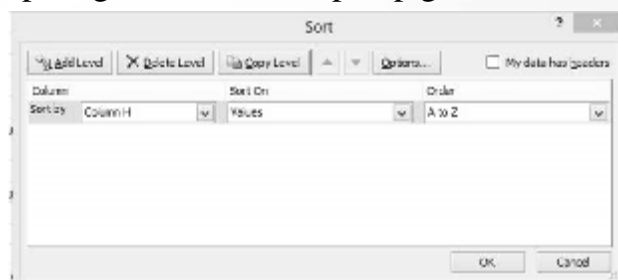 Sort
? ×
Add Level Delete Level Copy Level Options... My data has headers
Column Sort On Order
Sort by Column H Values A to Z
OK Cancel